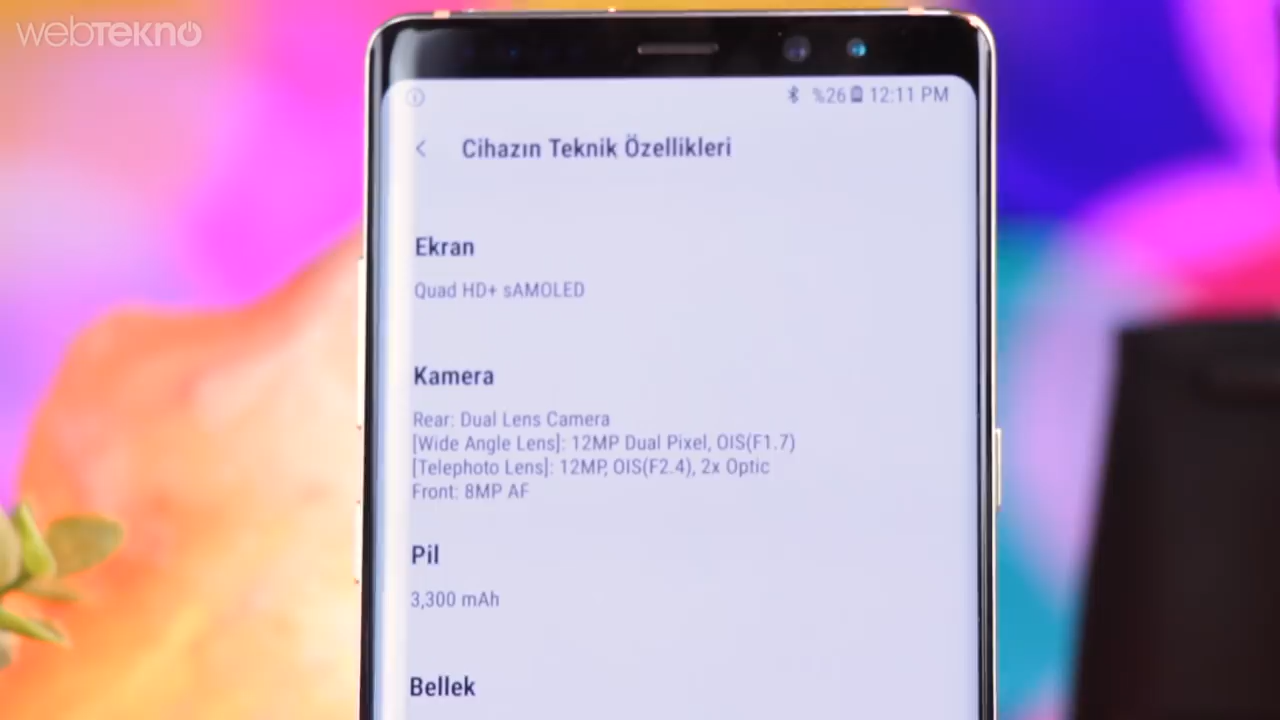 webTEKNO
%26 12:11 PM
Cihazın Teknik Özellikleri
Ekran
Quad HD+ sAMOLED
Kamera
Rear: Dual Lens Camera
[Wide Angle Lens]: 12MP Dual Pixel, OIS(F1.7)
[Telephoto Lens]: 12MP, OIS(F2.4), 2x Optic
Front: 8MP AF
Pil
3,300 mAh
Bellek